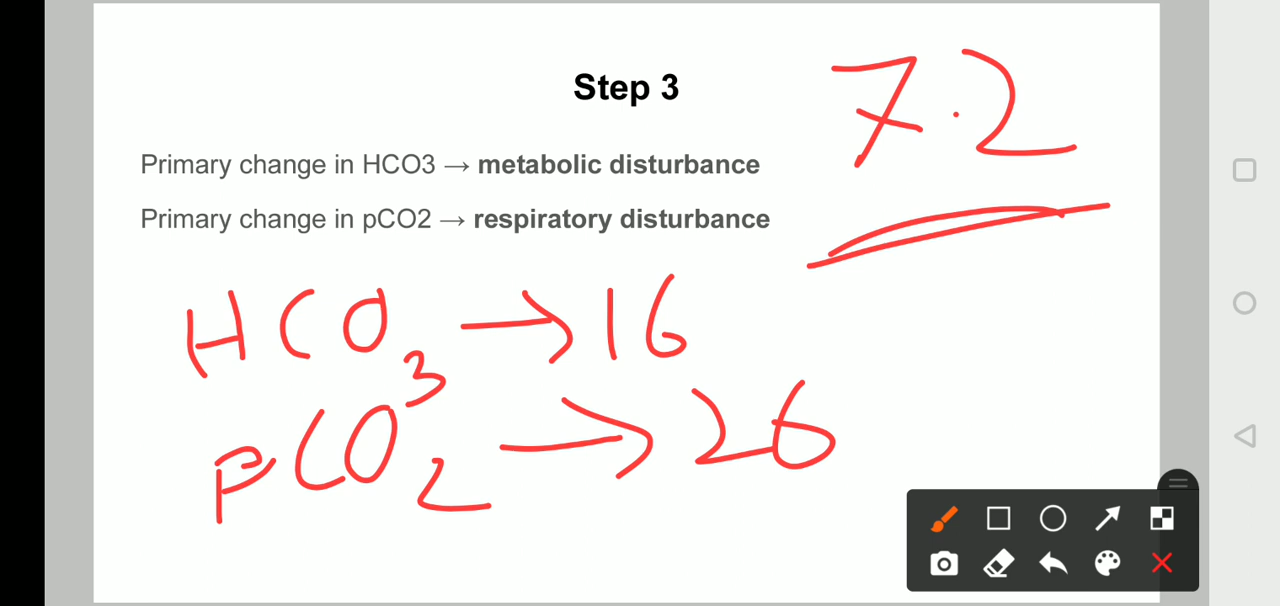 Step 3
7.2
Primary change in HCO3 → metabolic disturbance
Primary change in pCO2 → respiratory disturbance
HCO3 → 16
pCO2 → 26